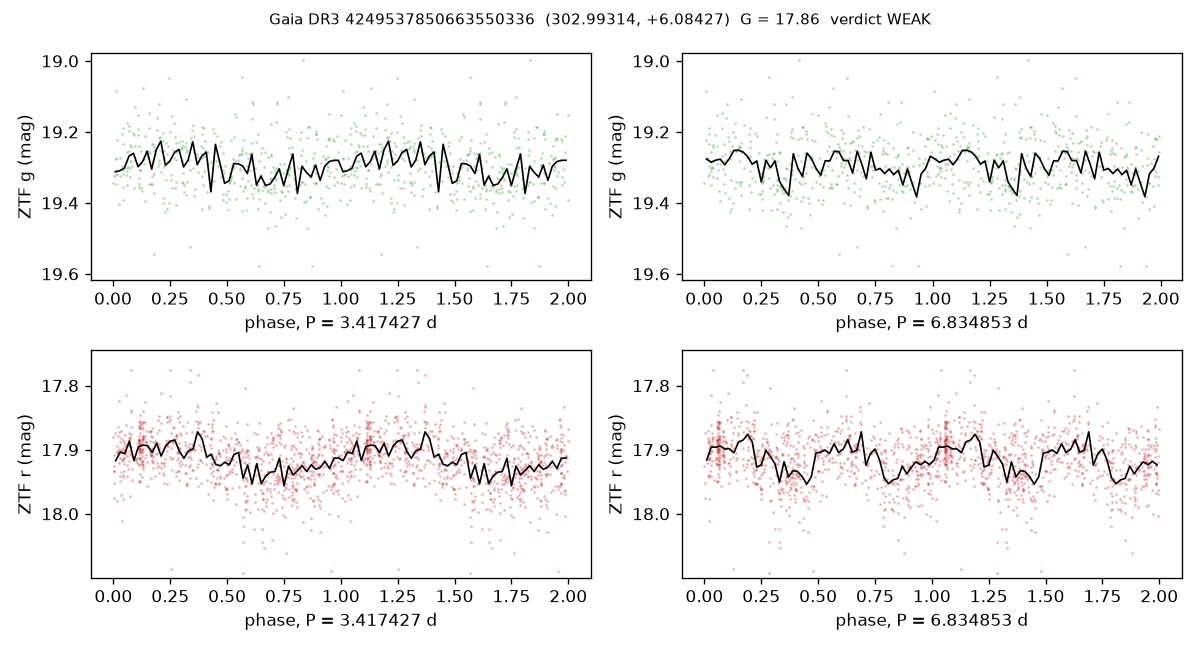 Gaia DR3 4249537850663550336 (302.99314, +6.08427) G = 17.86 verdict WEAK
19.0
19.2
19.4
19.6
ZTF g (mag)
0.00 0.25 0.50 0.75 1.00 1.25 1.50 1.75 2.00
phase, P = 3.417427 d
19.0
19.2
19.4
19.6
ZTF g (mag)
0.00 0.25 0.50 0.75 1.00 1.25 1.50 1.75 2.00
phase, P = 6.834853 d
17.8
17.9
18.0
ZTF r (mag)
0.00 0.25 0.50 0.75 1.00 1.25 1.50 1.75 2.00
phase, P = 3.417427 d
17.8
17.9
18.0
ZTF r (mag)
0.00 0.25 0.50 0.75 1.00 1.25 1.50 1.75 2.00
phase, P = 6.834853 d